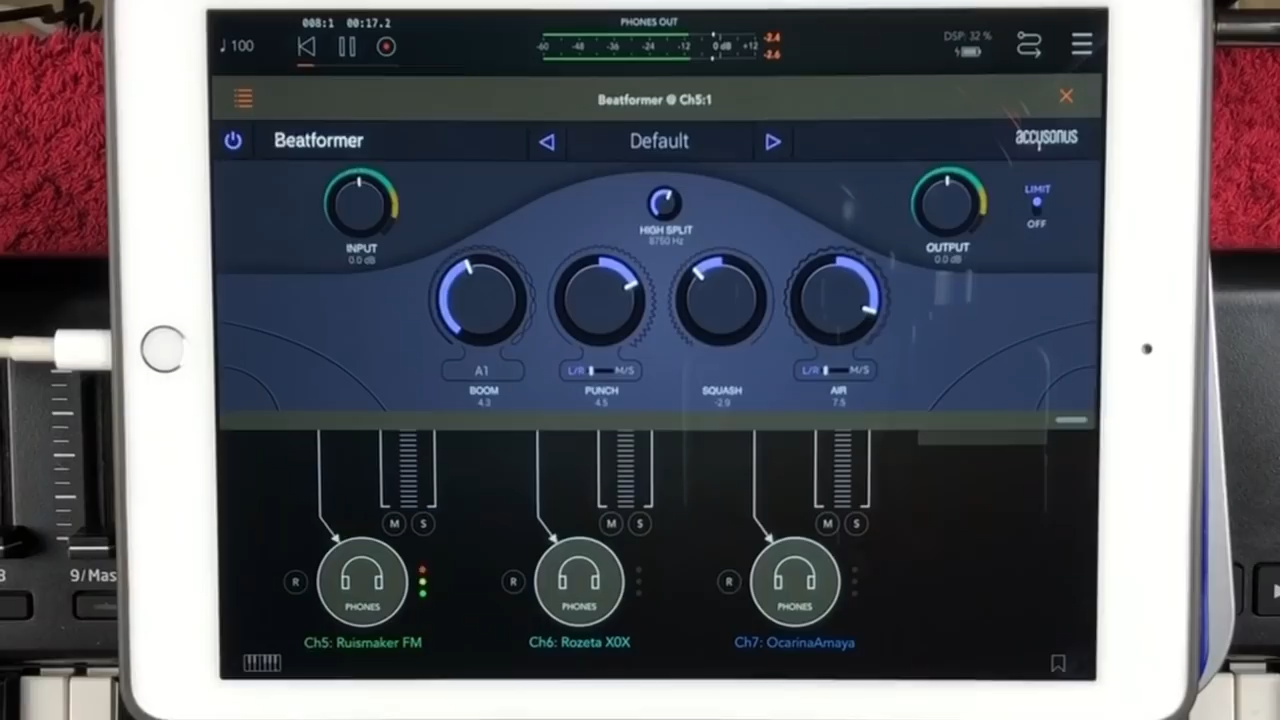 008:1 00:17.2
PHONES OUT
♩ 100
-60 -48 -36 -24 -12 0 dB +12
-2.4
-2.6
DSP: 32 %
Beatformer @ Ch5:1
Beatformer
Default
accusonus
INPUT
0.0 dB
HIGH SPLIT
8750 Hz
OUTPUT
0.0 dB
LIMIT
OFF
A1
L/R M/S
L/R M/S
BOOM
4.3
PUNCH
4.5
SQUASH
-2.9
AIR
7.5
M S
M S
M S
R
PHONES
R
PHONES
R
PHONES
Ch5: Ruismaker FM
Ch6: Rozeta X0X
Ch7: OcarinaAmaya
9/Mas